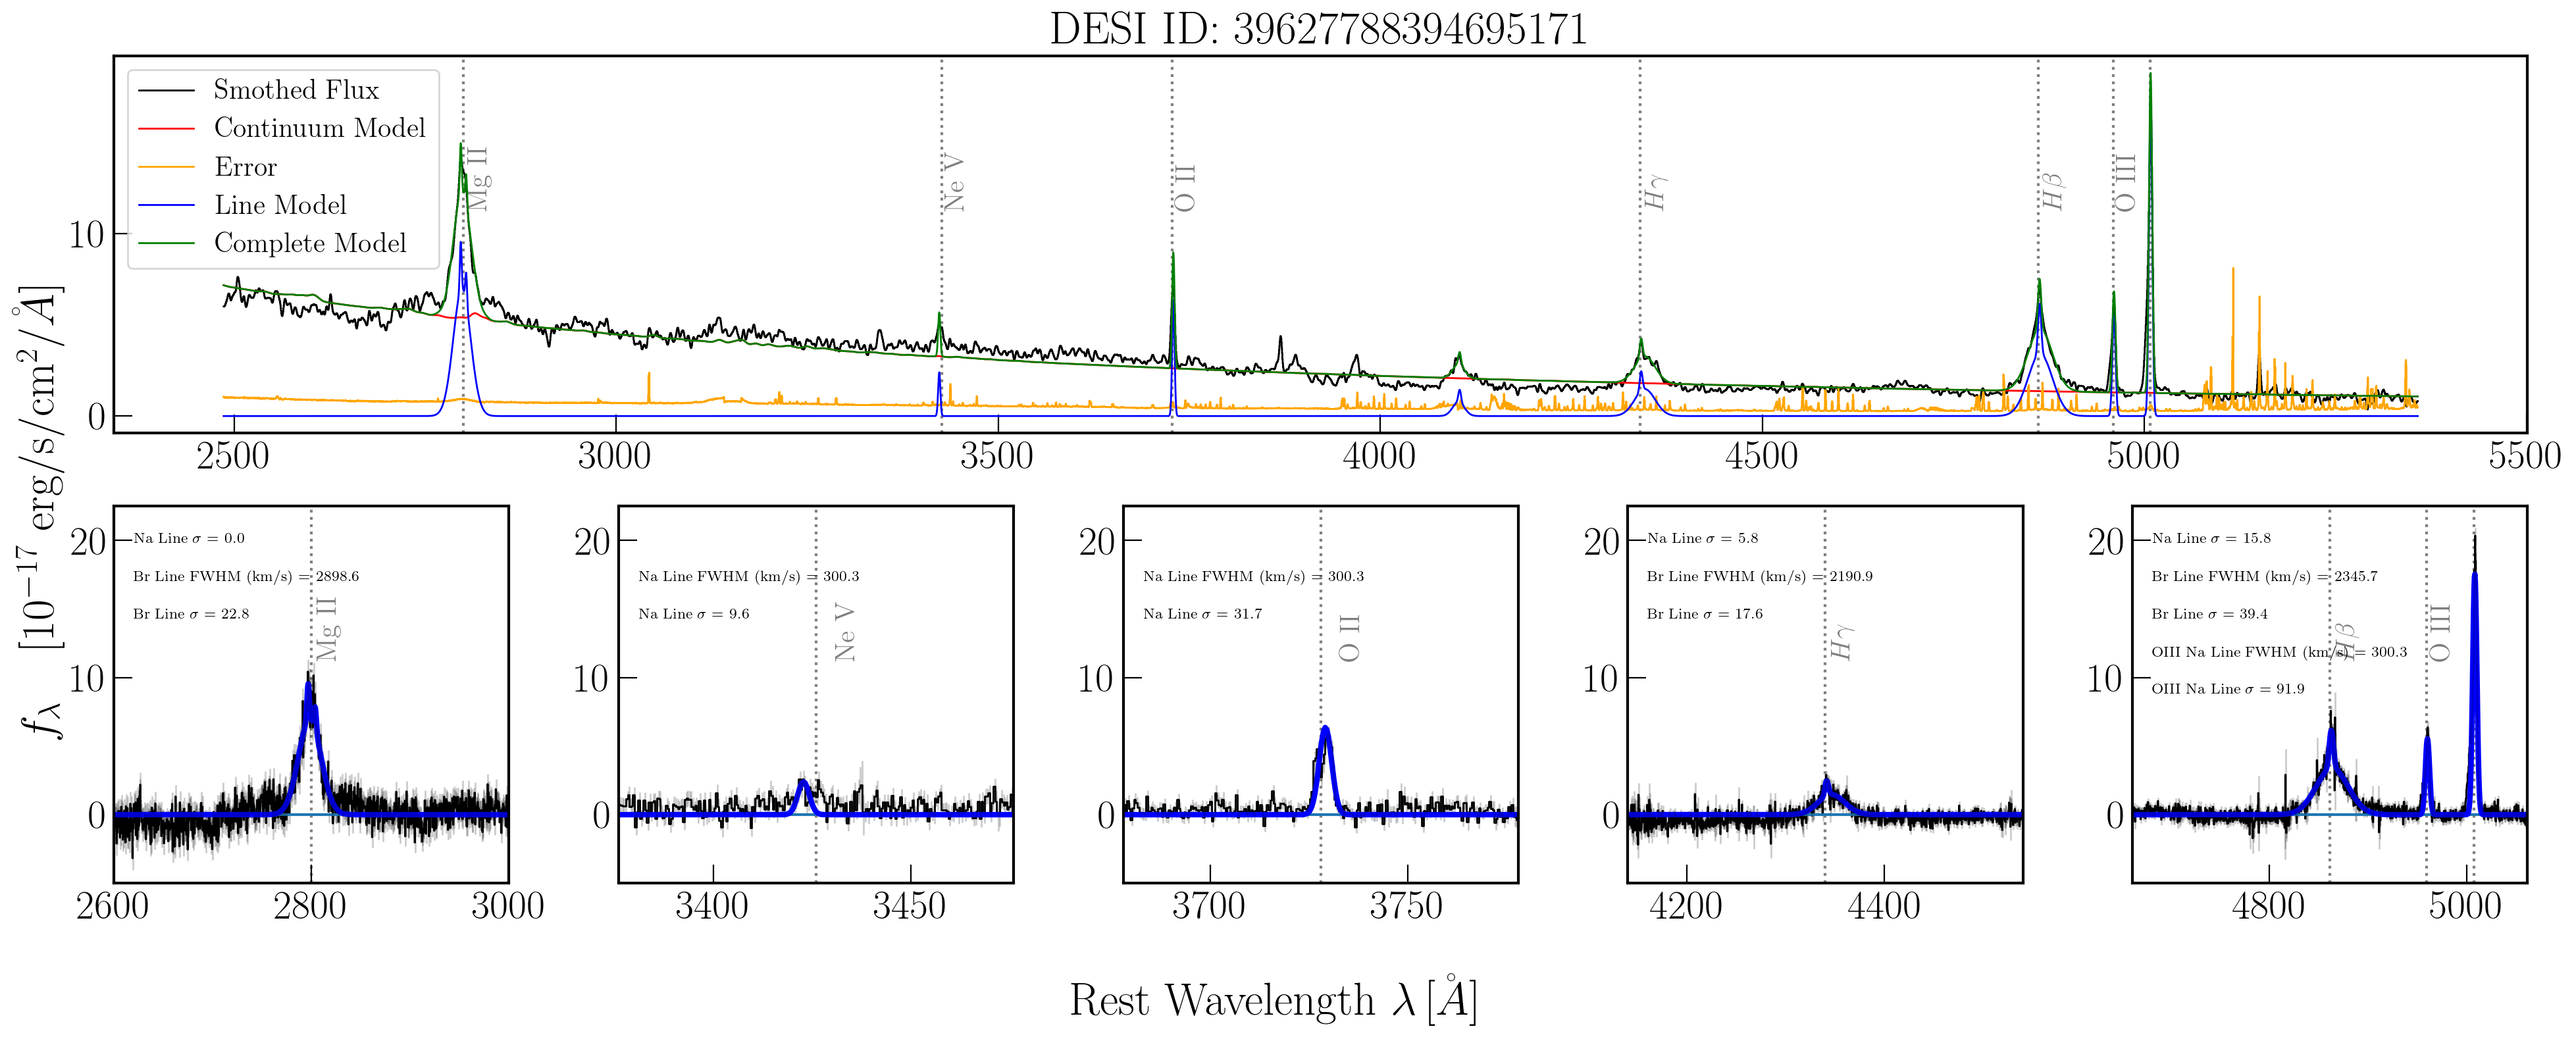 DESI ID: 39627788394695171
Smothed Flux
Continuum Model
Error
Line Model
Complete Model
Mg II
Ne V
O II
Hγ
Hβ
O III
10
0
2500 3000 3500 4000 4500 5000 5500
f_λ [10^{-17} erg/s/cm^2/Å]
20
10
0
Na Line σ = 0.0
Br Line FWHM (km/s) = 2898.6
Br Line σ = 22.8
Mg II
2600 2800 3000
20
10
0
Na Line FWHM (km/s) = 300.3
Na Line σ = 9.6
Ne V
3400 3450
20
10
0
Na Line FWHM (km/s) = 300.3
Na Line σ = 31.7
O II
3700 3750
20
10
0
Na Line σ = 5.8
Br Line FWHM (km/s) = 2190.9
Br Line σ = 17.6
Hγ
4200 4400
20
10
0
Na Line σ = 15.8
Br Line FWHM (km/s) = 2345.7
Br Line σ = 39.4
OIII Na Line FWHM (km/s) = 300.3
OIII Na Line σ = 91.9
Hβ
O III
4800 5000
Rest Wavelength λ [Å]